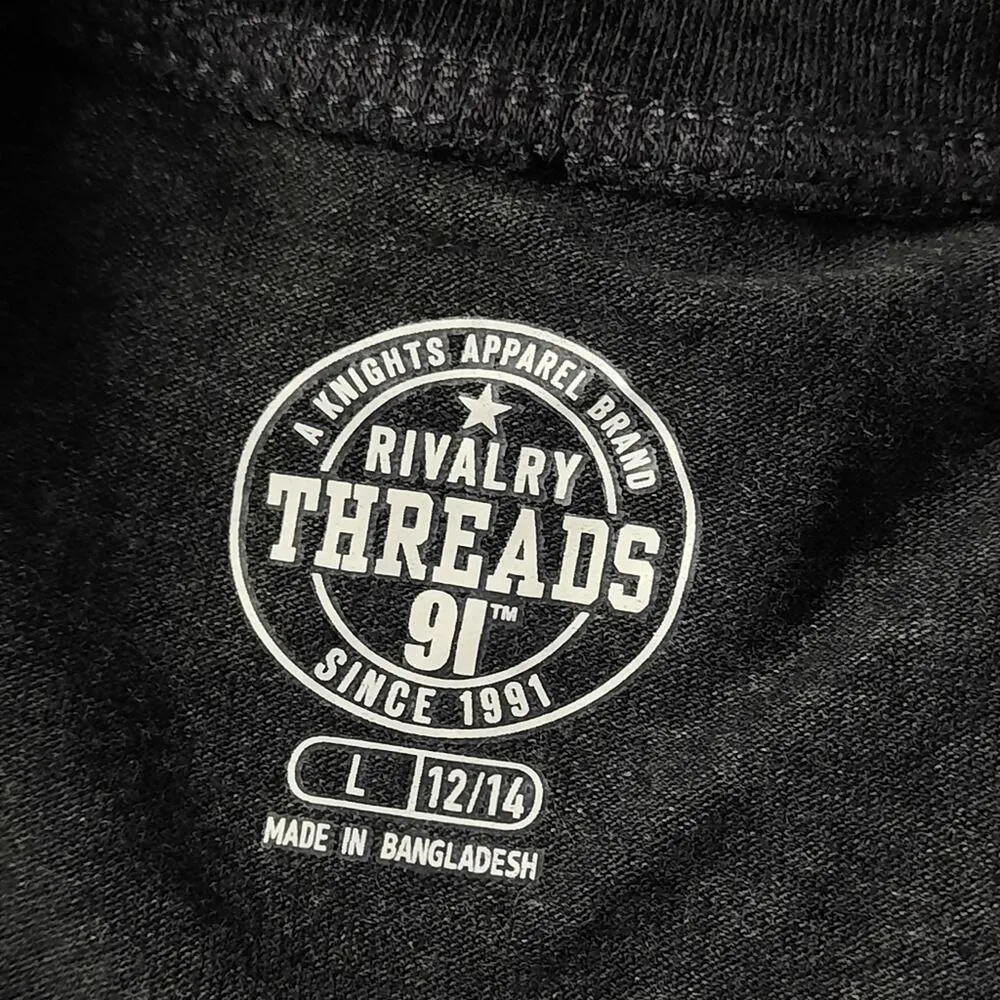 A KNIGHTS APPAREL BRAND
RIVALRY
THREADS
91™
SINCE 1991
L 12/14
MADE IN BANGLADESH